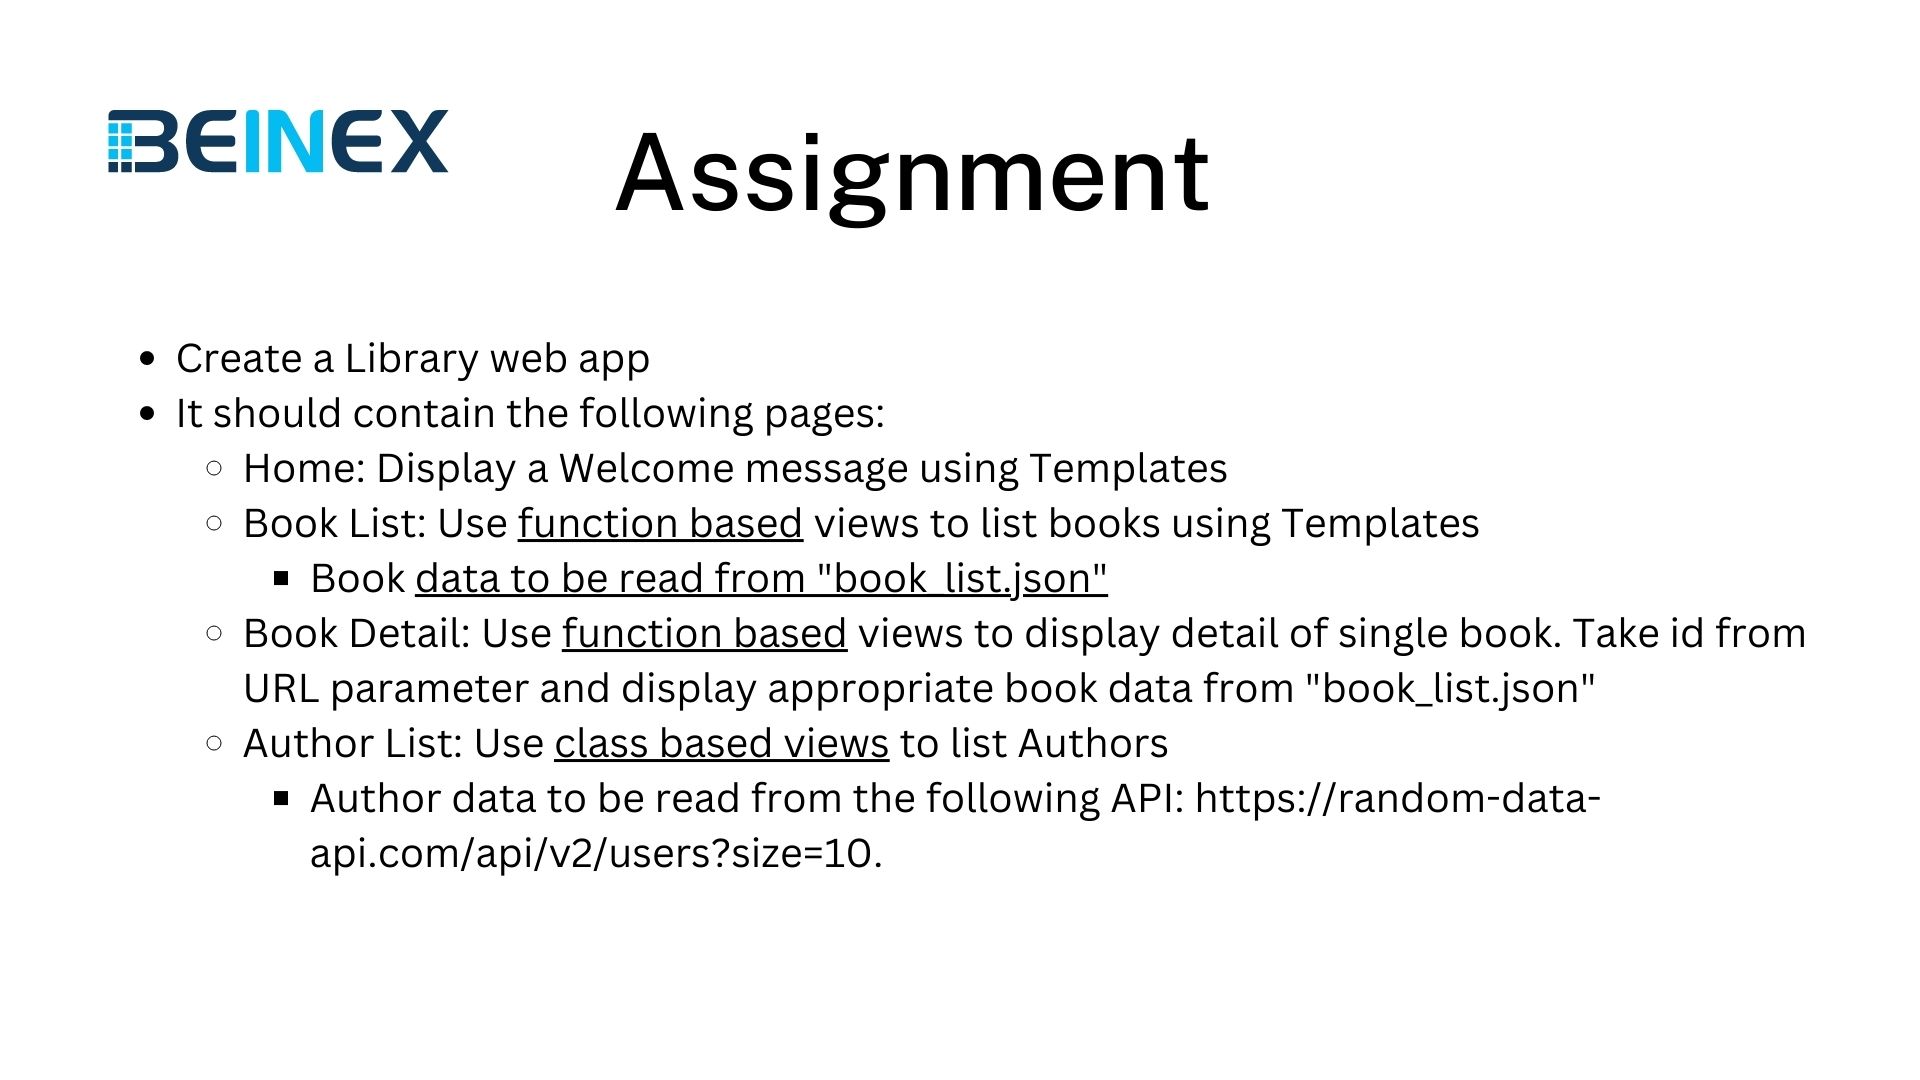 BEINEX
Assignment
• Create a Library web app
• It should contain the following pages:
○ Home: Display a Welcome message using Templates
○ Book List: Use function based views to list books using Templates
▪ Book data to be read from "book_list.json"
○ Book Detail: Use function based views to display detail of single book. Take id from
URL parameter and display appropriate book data from "book_list.json"
○ Author List: Use class based views to list Authors
▪ Author data to be read from the following API: https://random-data-
api.com/api/v2/users?size=10.